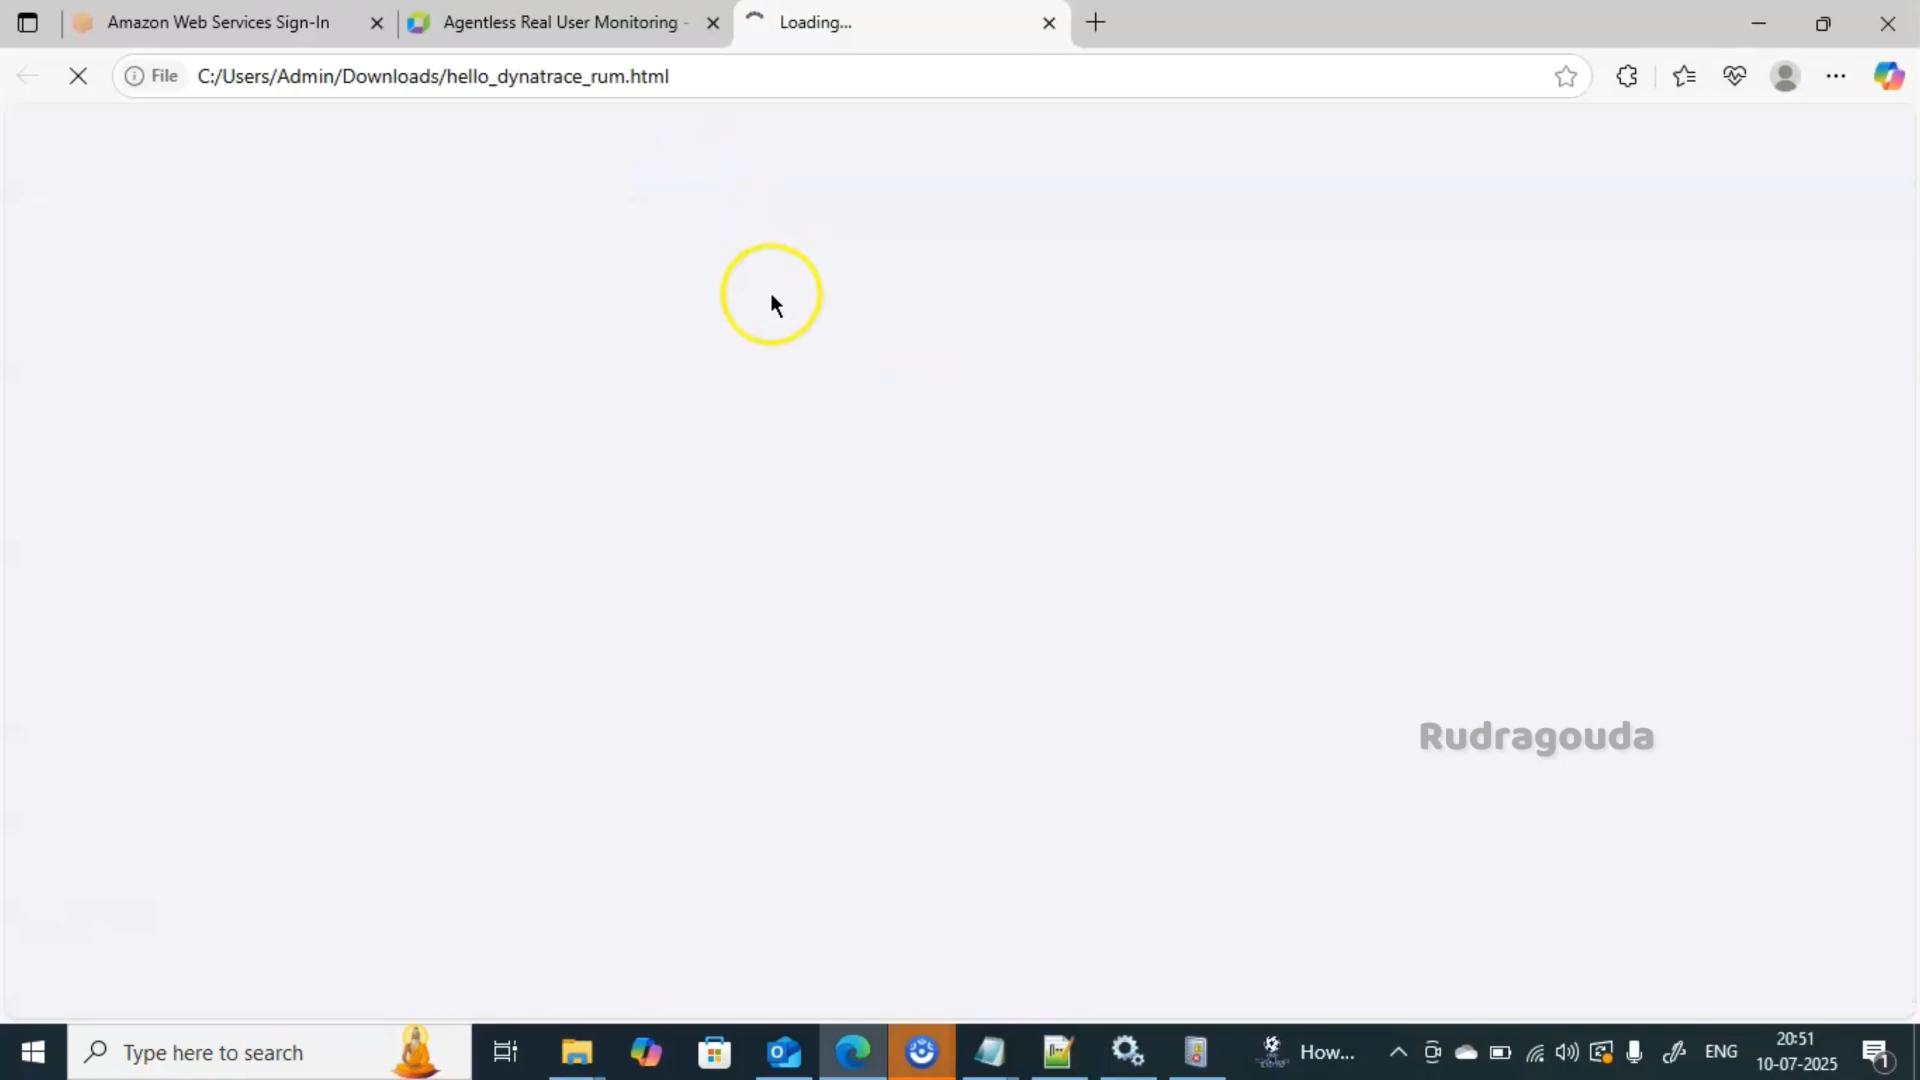 Amazon Web Services Sign-In
Agentless Real User Monitoring -
Loading...
File
C:/Users/Admin/Downloads/hello_dynatrace_rum.html
Rudragouda
Type here to search
How...
ENG
20:51
10-07-2025
1